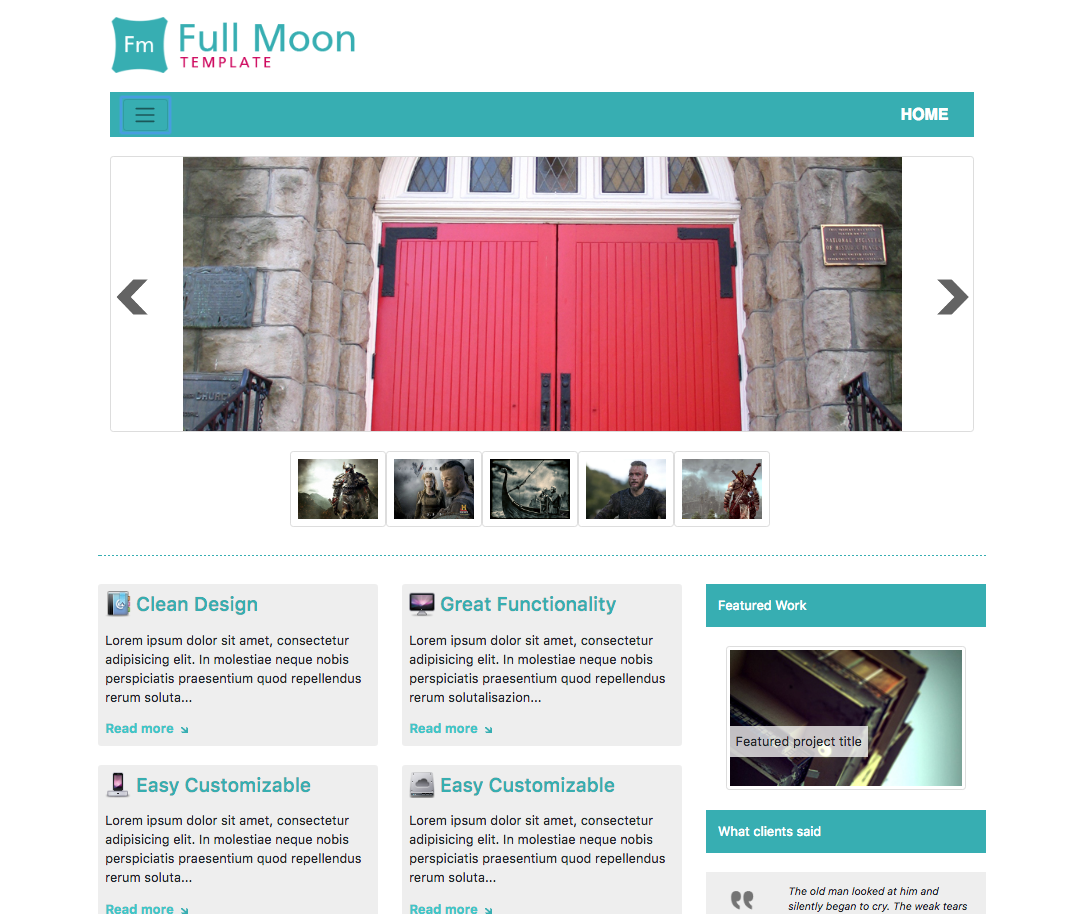 Fm
Full Moon
TEMPLATE
HOME
NATIONAL REGISTER
Clean Design
Lorem ipsum dolor sit amet, consectetur
adipisicing elit. In molestiae neque nobis
perspiciatis praesentium quod repellendus
rerum soluta...
Read more
Great Functionality
Lorem ipsum dolor sit amet, consectetur
adipisicing elit. In molestiae neque nobis
perspiciatis praesentium quod repellendus
rerum solutalisazion...
Read more
Easy Customizable
Lorem ipsum dolor sit amet, consectetur
adipisicing elit. In molestiae neque nobis
perspiciatis praesentium quod repellendus
rerum soluta...
Read more
Easy Customizable
Lorem ipsum dolor sit amet, consectetur
adipisicing elit. In molestiae neque nobis
perspiciatis praesentium quod repellendus
rerum soluta...
Read more
Featured Work
Featured project title
What clients said
The old man looked at him and
silently began to cry. The weak tears